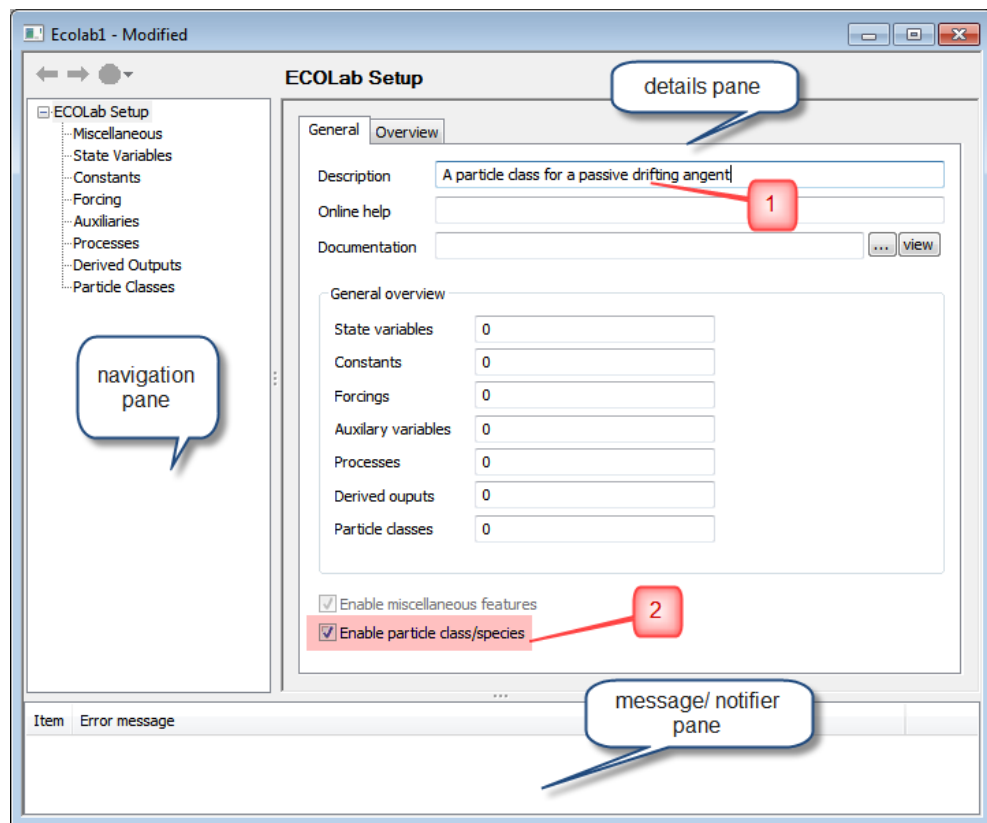 Ecolab1 - Modified
ECOLab Setup
details pane
ECOLab Setup
Miscellaneous
State Variables
Constants
Forcing
Auxiliaries
Processes
Derived Outputs
Particle Classes
navigation
pane
General Overview
Description A particle class for a passive drifting angent
1
Online help
Documentation ... view
General overview
State variables 0
Constants 0
Forcings 0
Auxilary variables 0
Processes 0
Derived ouputs 0
Particle classes 0
Enable miscellaneous features
2
Enable particle class/species
message/ notifier
pane
Item Error message